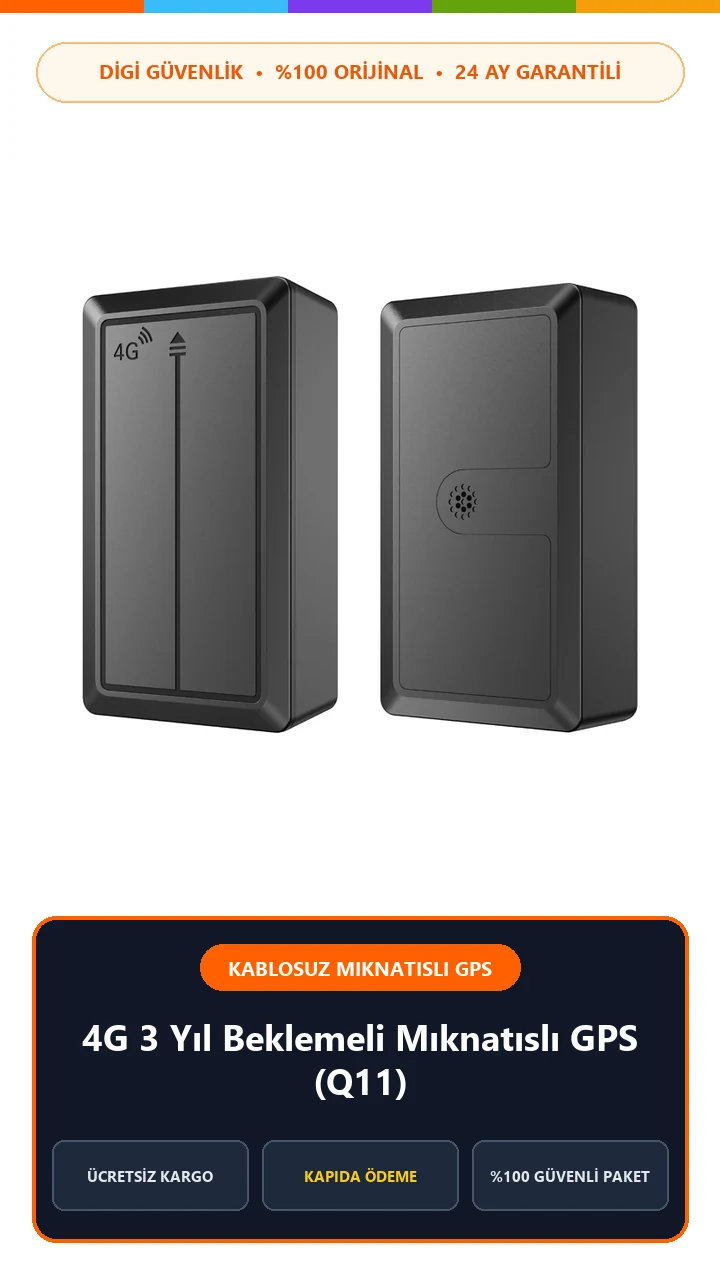 DİGİ GÜVENLİK • %100 ORİJİNAL • 24 AY GARANTİLİ
4G
KABLOSUZ MIKNATISLI GPS
4G 3 Yıl Beklemeli Mıknatıslı GPS
(Q11)
ÜCRETSİZ KARGO
KAPIDA ÖDEME
%100 GÜVENLİ PAKET